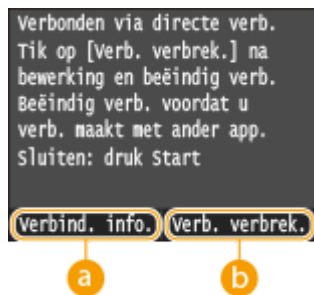 Verbonden via directe verb.
Tik op [Verb. verbrek.] na
bewerking en beëindig verb.
Beëindig verb. voordat u
verb. maakt met ander app.
Sluiten: druk Start
Verbind. info. Verb. verbrek.
a b